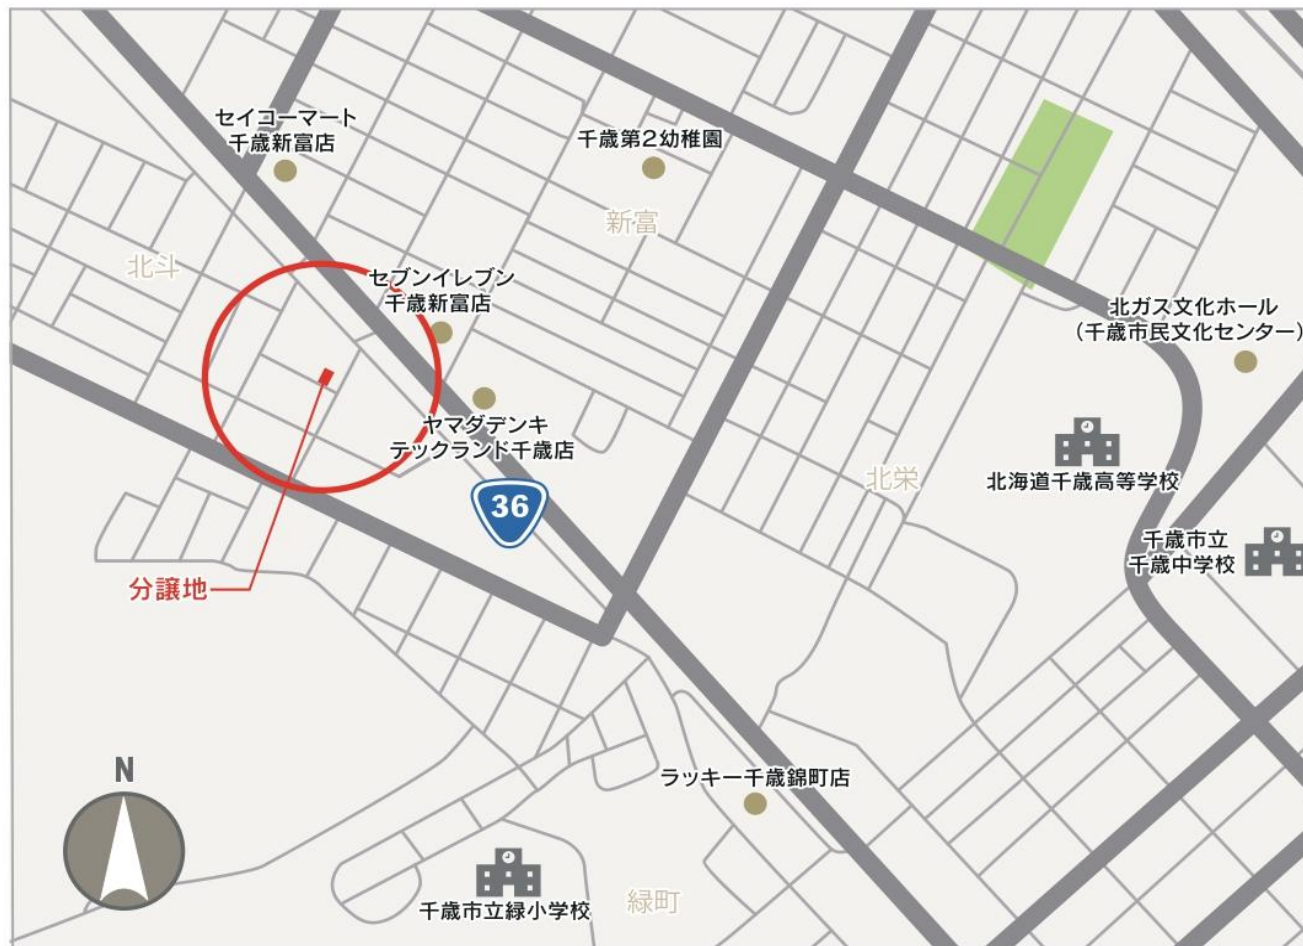 セイコーマート
千歳新富店
千歳第2幼稚園
新富
北斗
セブンイレブン
千歳新富店
北ガス文化ホール
（千歳市民文化センター）
ヤマダデンキ
テックランド千歳店
36
北栄
北海道千歳高等学校
千歳市立
千歳中学校
分譲地
N
ラッキー千歳錦町店
千歳市立緑小学校
緑町